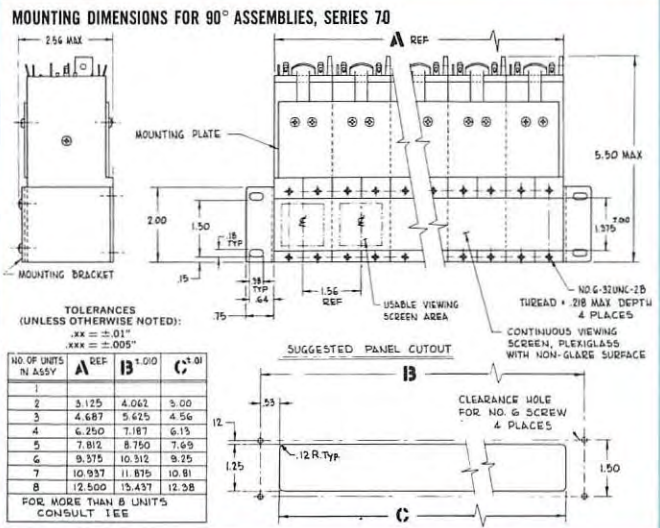 MOUNTING DIMENSIONS FOR 90° ASSEMBLIES, SERIES 70
2.56 MAX
A REF
MOUNTING PLATE
5.50 MAX
2.00
1.50
.18 TYP
.15
1.375 ±.010
MOUNTING BRACKET
.38 TYP
.64
.75
1.56 REF
USABLE VIEWING
SCREEN AREA
NO. 6-32UNC-2B
THREAD × .218 MAX DEPTH
4 PLACES
CONTINUOUS VIEWING
SCREEN, PLEXIGLASS
WITH NON-GLARE SURFACE
TOLERANCES
(UNLESS OTHERWISE NOTED):
.xx = ±.01"
.xxx = ±.005"
NO. OF UNITS IN ASSY A REF B ±.010 C ±.01
1
2 3.125 4.062 3.00
3 4.687 5.625 4.56
4 6.250 7.187 6.13
5 7.812 8.750 7.69
6 9.375 10.312 9.25
7 10.937 11.875 10.81
8 12.500 13.437 12.38
FOR MORE THAN 8 UNITS
CONSULT IEE
SUGGESTED PANEL CUTOUT
B
.53
CLEARANCE HOLE
FOR NO. 6 SCREW
4 PLACES
.12
.12 R. TYP.
1.25
1.50
C